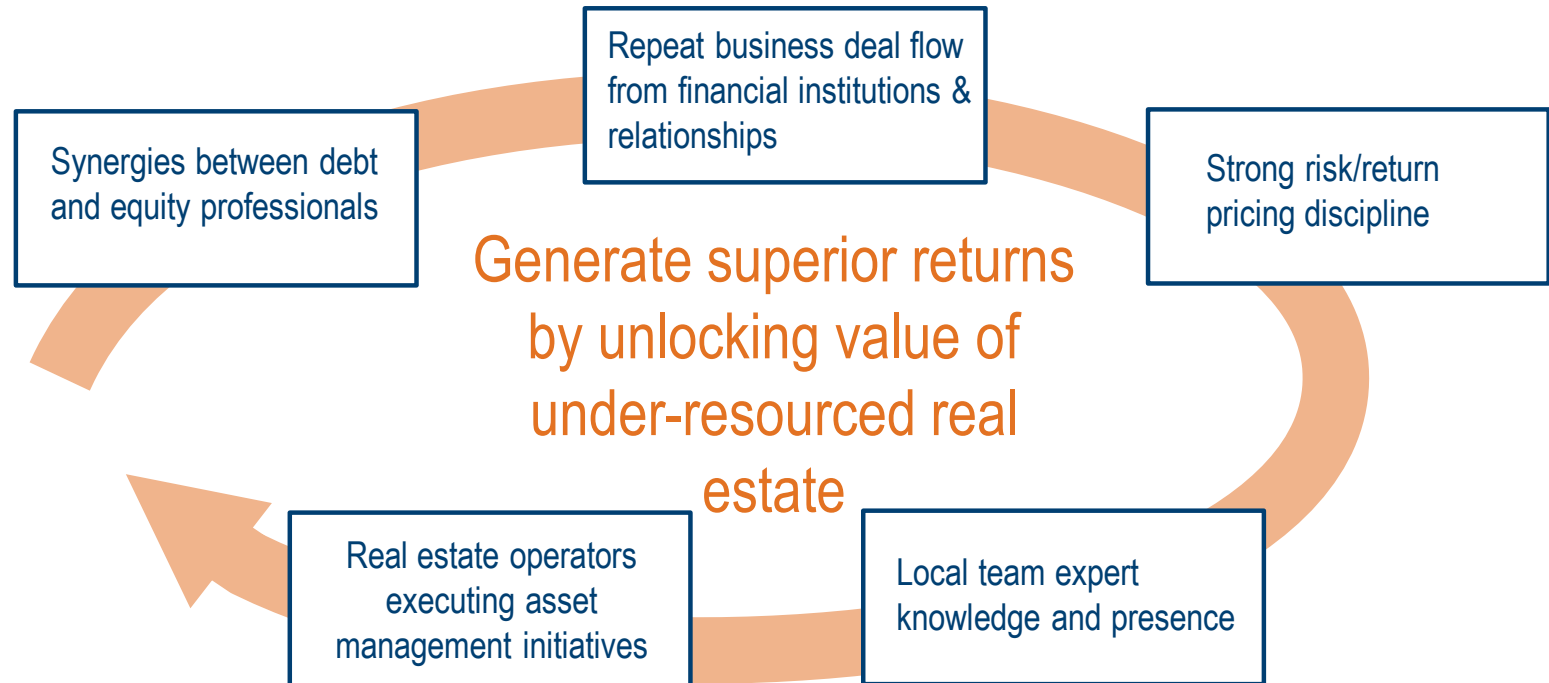 Repeat business deal flow
from financial institutions &
relationships
Synergies between debt
and equity professionals
Strong risk/return
pricing discipline
Generate superior returns
by unlocking value of
under-resourced real
estate
Real estate operators
executing asset
management initiatives
Local team expert
knowledge and presence